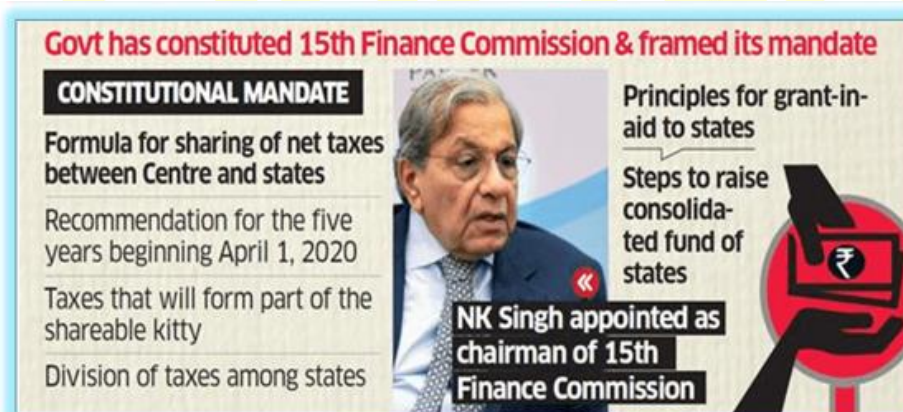 Govt has constituted 15th Finance Commission & framed its mandate
CONSTITUTIONAL MANDATE
Formula for sharing of net taxes
between Centre and states
Recommendation for the five
years beginning April 1, 2020
Taxes that will form part of the
shareable kitty
Division of taxes among states
NK Singh appointed as
chairman of 15th
Finance Commission
Principles for grant-in-
aid to states
Steps to raise
consolida-
ted fund of
states
₹